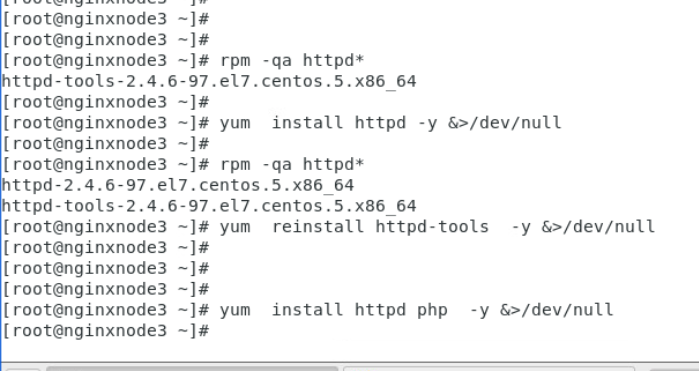 [root@nginxnode3 ~]#
[root@nginxnode3 ~]#
[root@nginxnode3 ~]#
[root@nginxnode3 ~]# rpm -qa httpd*
httpd-tools-2.4.6-97.el7.centos.5.x86_64
[root@nginxnode3 ~]#
[root@nginxnode3 ~]# yum  install httpd -y &>/dev/null
[root@nginxnode3 ~]#
[root@nginxnode3 ~]# rpm -qa httpd*
httpd-2.4.6-97.el7.centos.5.x86_64
httpd-tools-2.4.6-97.el7.centos.5.x86_64
[root@nginxnode3 ~]# yum  reinstall httpd-tools  -y &>/dev/null
[root@nginxnode3 ~]#
[root@nginxnode3 ~]#
[root@nginxnode3 ~]#
[root@nginxnode3 ~]# yum  install httpd php  -y &>/dev/null
[root@nginxnode3 ~]#